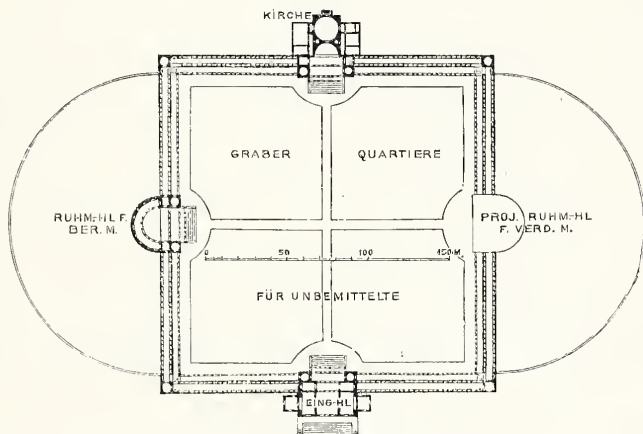 KIRCHE
GRABER QUARTIERE
RUHM-HL F.
BER. M.
PROJ. RUHM-HL
F. VERD. M.
0 50 100 150 M.
FÜR UNBEMITTELTE
EING-HL